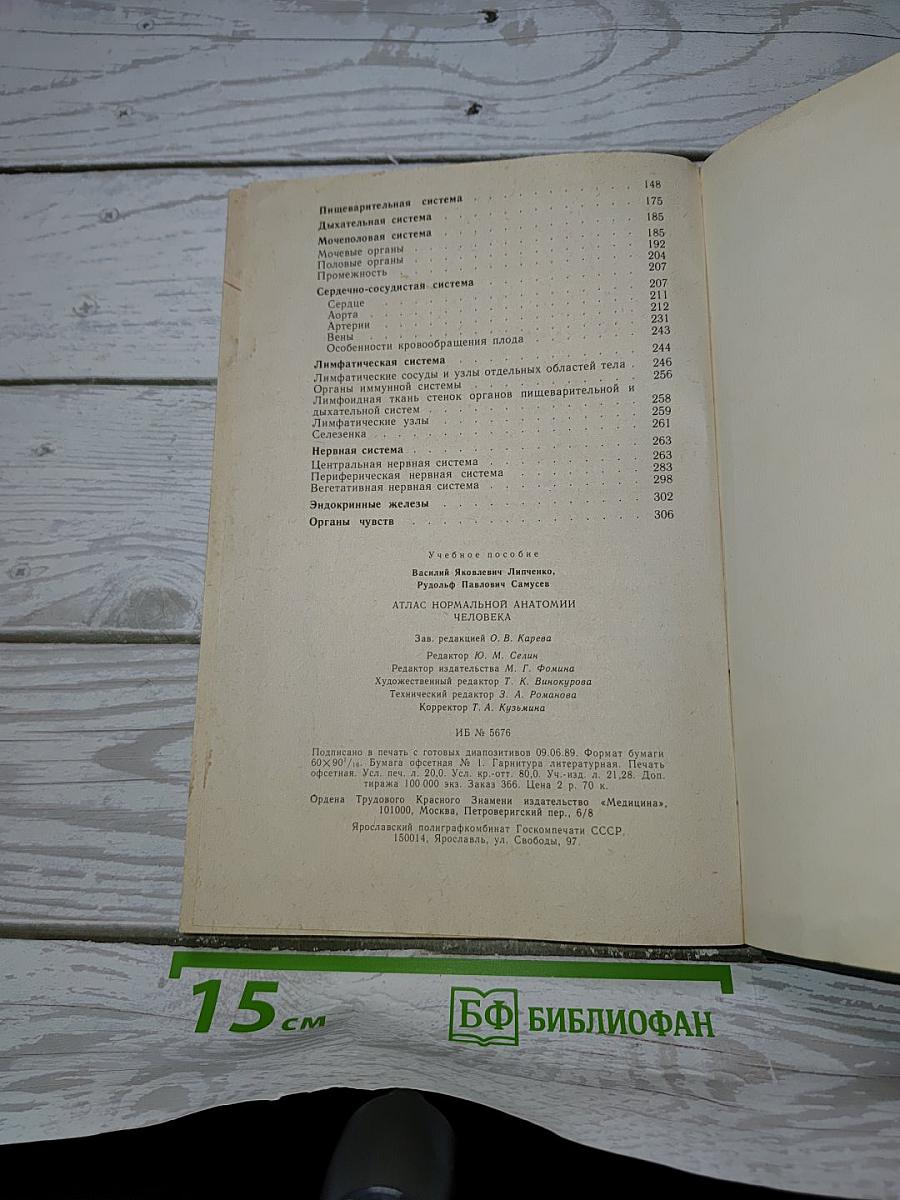 Пищеварительная система . . . . . . . . . . . . 148
Дыхательная система . . . . . . . . . . . . 175
Мочеполовая система . . . . . . . . . . . . 185
Мочевые органы . . . . . . . . . . . . 185
Половые органы . . . . . . . . . . . . 192
Промежность . . . . . . . . . . . . 204
Сердечно-сосудистая система . . . . . . . . . . . . 207
Сердце . . . . . . . . . . . . 207
Аорта . . . . . . . . . . . . 211
Артерии . . . . . . . . . . . . 212
Вены . . . . . . . . . . . . 231
Особенности кровообращения плода . . . . . . 243
Лимфатическая система . . . . . . . . . . . . 244
Лимфатические сосуды и узлы отдельных областей тела . 246
Органы иммунной системы . . . . . . . . . . . . 256
Лимфоидная ткань стенок органов пищеварительной и
дыхательной систем . . . . . . . . . . . . 258
Лимфатические узлы . . . . . . . . . . . . 259
Селезенка . . . . . . . . . . . . 261
Нервная система . . . . . . . . . . . . 263
Центральная нервная система . . . . . . . . . . 263
Периферическая нервная система . . . . . . . . 283
Вегетативная нервная система . . . . . . . . . . 298
Эндокринные железы . . . . . . . . . . . . 302
Органы чувств . . . . . . . . . . . . 306
Учебное пособие
Василий Яковлевич Липченко,
Рудольф Павлович Самусев
АТЛАС НОРМАЛЬНОЙ АНАТОМИИ
ЧЕЛОВЕКА
Зав. редакцией О. В. Карева
Редактор Ю. М. Селин
Редактор издательства М. Г. Фомина
Художественный редактор Т. К. Винокурова
Технический редактор З. А. Романова
Корректор Т. А. Кузьмина
ИБ № 5676
Подписано в печать с готовых диапозитивов 09.06.89. Формат бумаги
60×90¹/₁₆. Бумага офсетная № 1. Гарнитура литературная. Печать
офсетная. Усл. печ. л. 20,0. Усл. кр.-отт. 80,0. Уч.-изд. л. 21,28. Доп.
тиража 100 000 экз. Заказ 366. Цена 2 р. 70 к.
Ордена Трудового Красного Знамени издательство «Медицина»,
101000, Москва, Петроверигский пер., 6/8
Ярославский полиграфкомбинат Госкомпечати СССР.
150014, Ярославль, ул. Свободы, 97.
15 см
БФ БИБЛИОФАН